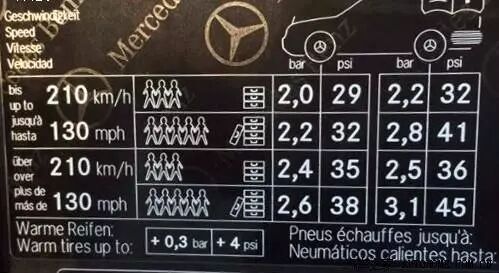 Geschwindigkeit
Speed
Vitesse
Velocidad
bar psi bar psi
bis
up to 210 km/h 2,0 29 2,2 32
jusqu'à
hasta 130 mph 2,2 32 2,8 41
über
over 210 km/h 2,4 35 2,5 36
plus de
más de 130 mph 2,6 38 3,1 45
Warme Reifen:
Warm tires up to: + 0,3 bar + 4 psi
Pneus échauffes jusqu'à:
Neumáticos calientes hasta: